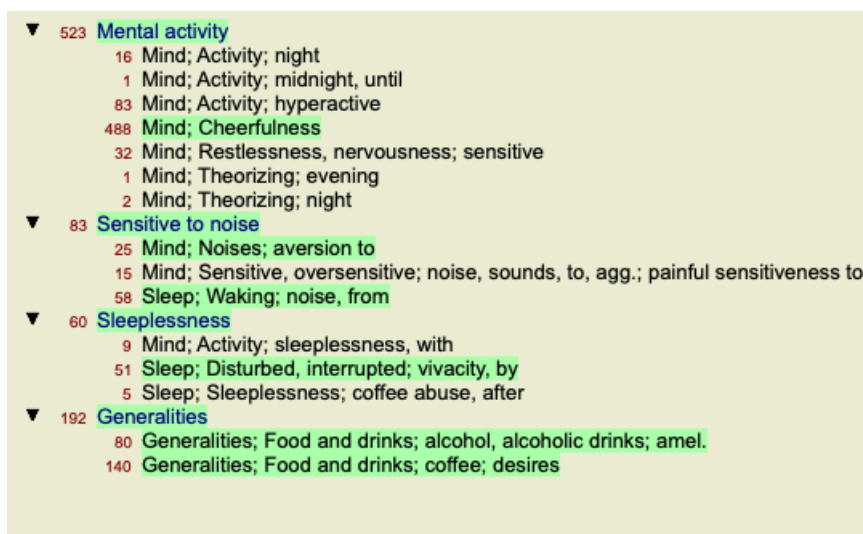 ▼ 523 Mental activity
16 Mind; Activity; night
1 Mind; Activity; midnight, until
83 Mind; Activity; hyperactive
488 Mind; Cheerfulness
32 Mind; Restlessness, nervousness; sensitive
1 Mind; Theorizing; evening
2 Mind; Theorizing; night
▼ 83 Sensitive to noise
25 Mind; Noises; aversion to
15 Mind; Sensitive, oversensitive; noise, sounds, to, agg.; painful sensitiveness to
58 Sleep; Waking; noise, from
▼ 60 Sleeplessness
9 Mind; Activity; sleeplessness, with
51 Sleep; Disturbed, interrupted; vivacity, by
5 Sleep; Sleeplessness; coffee abuse, after
▼ 192 Generalities
80 Generalities; Food and drinks; alcohol, alcoholic drinks; amel.
140 Generalities; Food and drinks; coffee; desires